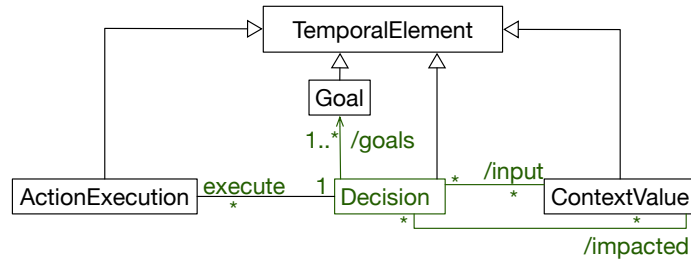 TemporalElement
Goal
1..* /goals
ActionExecution execute * 1 Decision * /input * ContextValue
* *
/impacted